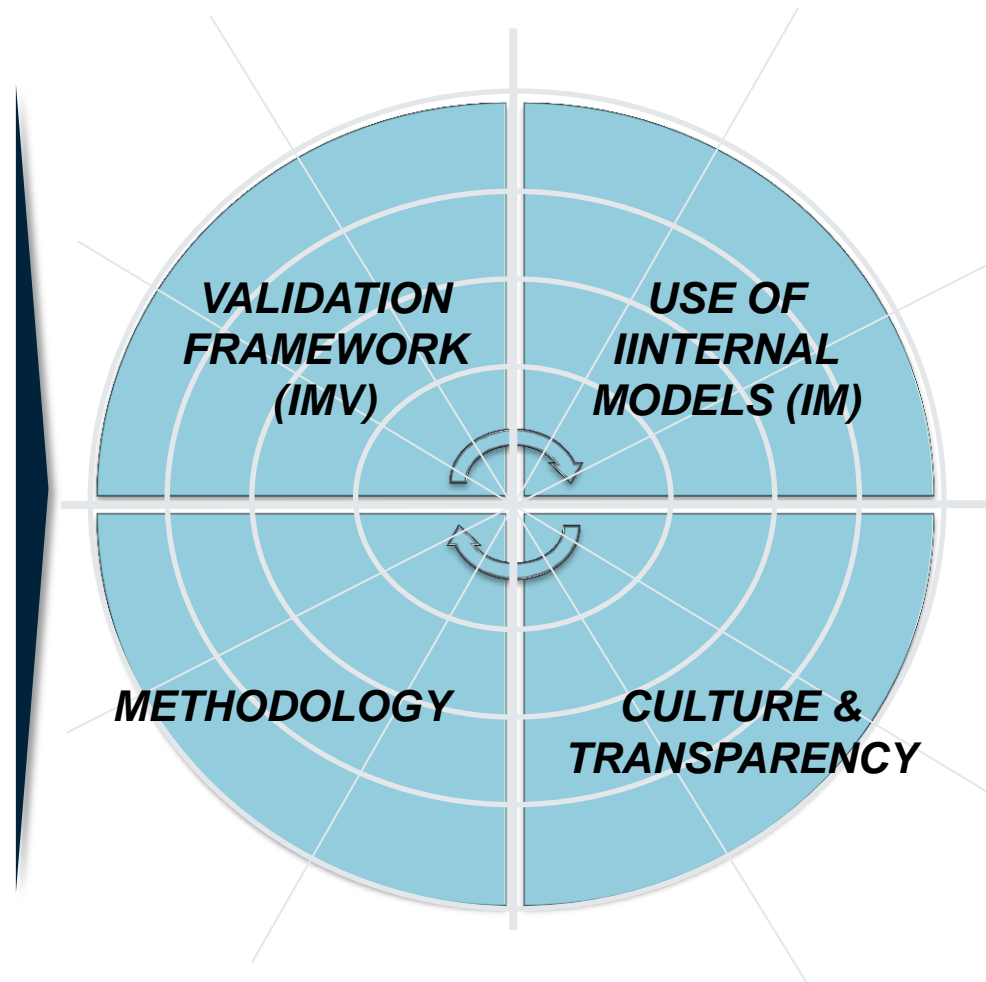 VALIDATION
FRAMEWORK
(IMV)
USE OF
IINTERNAL
MODELS (IM)
METHODOLOGY
CULTURE &
TRANSPARENCY